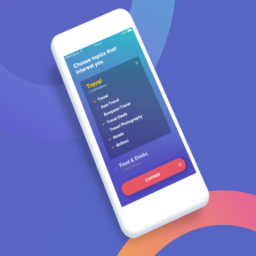 Choose topics that
interest you
Travel
Travel
Asia Travel
European Travel
Travel Deals
Travel Photography
Hotels
Airlines
Food & Drinks
CONTINUE